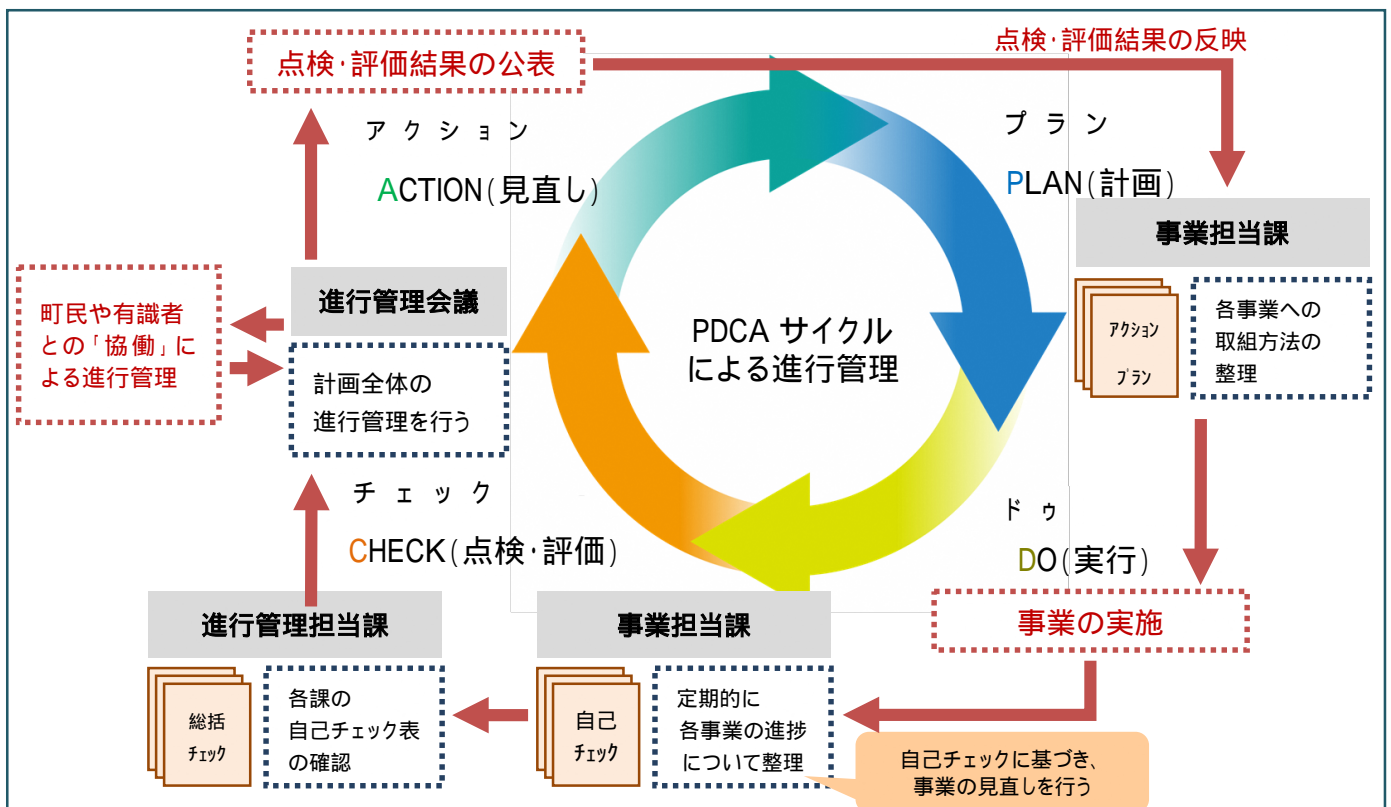 点検・評価結果の公表
点検・評価結果の反映
アクション
ACTION(見直し)
プラン
PLAN(計画)
事業担当課
アクション
プラン
各事業への
取組方法の
整理
進行管理会議
計画全体の
進行管理を行う
町民や有識者
との「協働」に
よる進行管理
PDCA サイクル
による進行管理
チェック
CHECK(点検・評価)
ドゥ
DO(実行)
事業の実施
進行管理担当課
総括
チェック
各課の
自己チェック表
の確認
事業担当課
自己
チェック
定期的に
各事業の進捗
について整理
自己チェックに基づき、
事業の見直しを行う